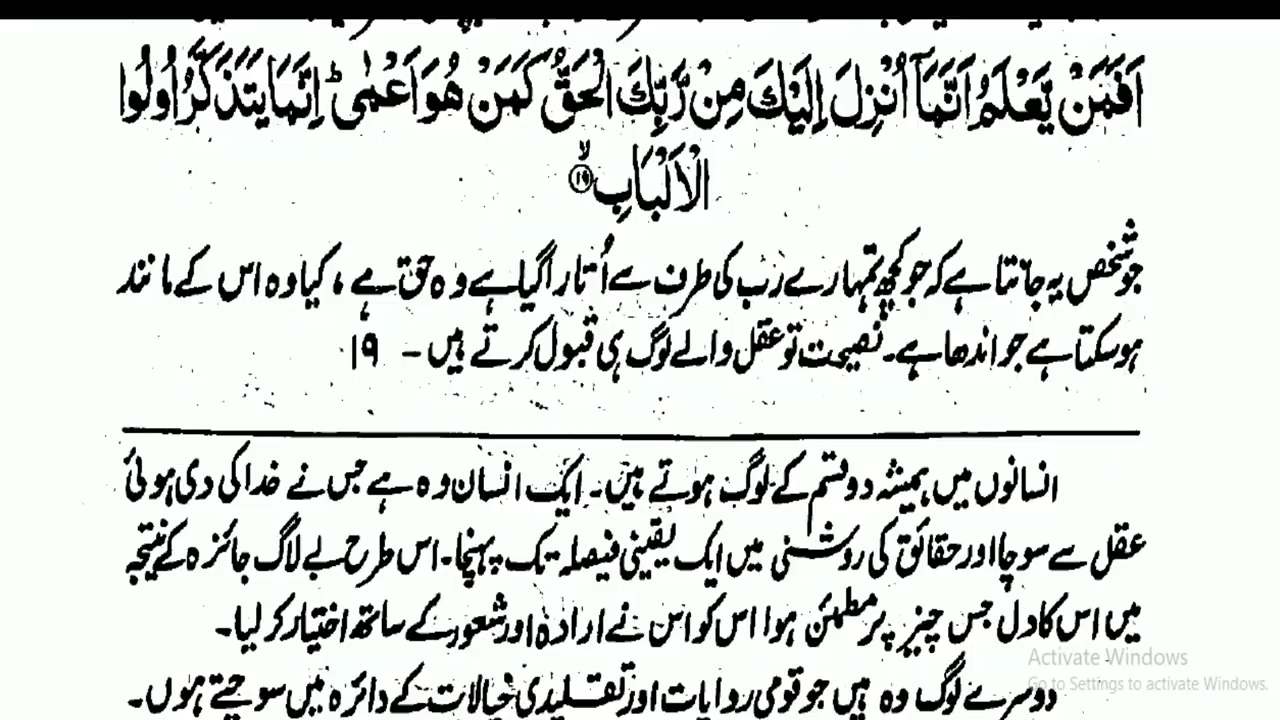 اَفَمَنْ يَّعْلَمُ اَنَّمَآ اُنْزِلَ اِلَيْكَ مِنْ رَّبِّكَ الْحَقُّ كَمَنْ هُوَ اَعْمٰى ؕ اِنَّمَا يَتَذَكَّرُ اُولُوا
الْاَلْبَابِ ۙ۱۹
جو شخص یہ جانتا ہے کہ جو کچھ تمہارے رب کی طرف سے اُتارا گیا ہے وہ حق ہے ، کیا وہ اس کے مانند
ہو سکتا ہے جو اندھا ہے۔ نصیحت تو عقل والے لوگ ہی قبول کرتے ہیں ۔ ۱۹
انسانوں میں ہمیشہ دو قسم کے لوگ ہوتے ہیں۔ ایک انسان وہ ہے جس نے خدا کی دی ہوئی
عقل سے سوچا اور حقائق کی روشنی میں ایک یقینی فیصلہ تک پہنچا۔ اس طرح بے لاگ جائزہ کے نتیجہ
میں اس کا دل جس چیز پر مطمئن ہوا اس کو اس نے ارادہ اور شعور کے ساتھ اختیار کر لیا۔
دوسرے لوگ وہ ہیں جو قومی روایات اور تقلیدی خیالات کے دائرہ میں سوچتے ہوں۔
Activate Windows
Go to Settings to activate Windows.